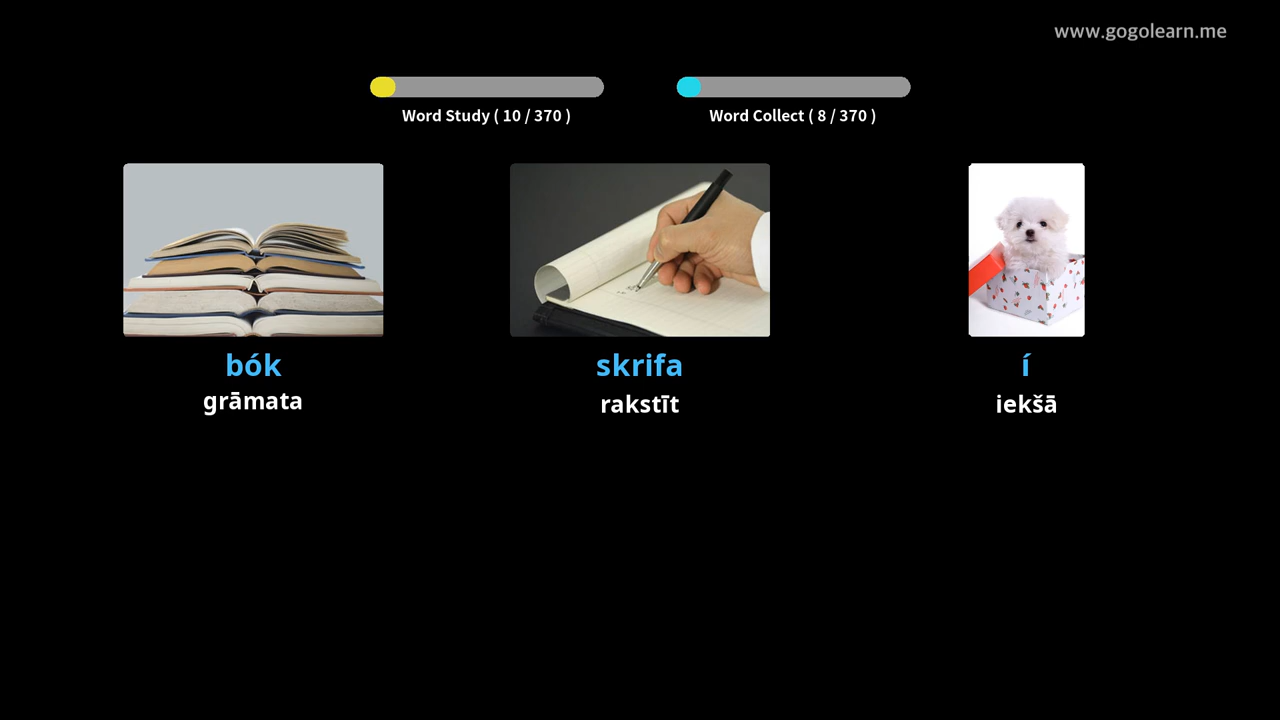 www.gogolearn.me
Word Study ( 10 / 370 )
Word Collect ( 8 / 370 )
bók
grāmata
skrifa
rakstīt
í
iekšā